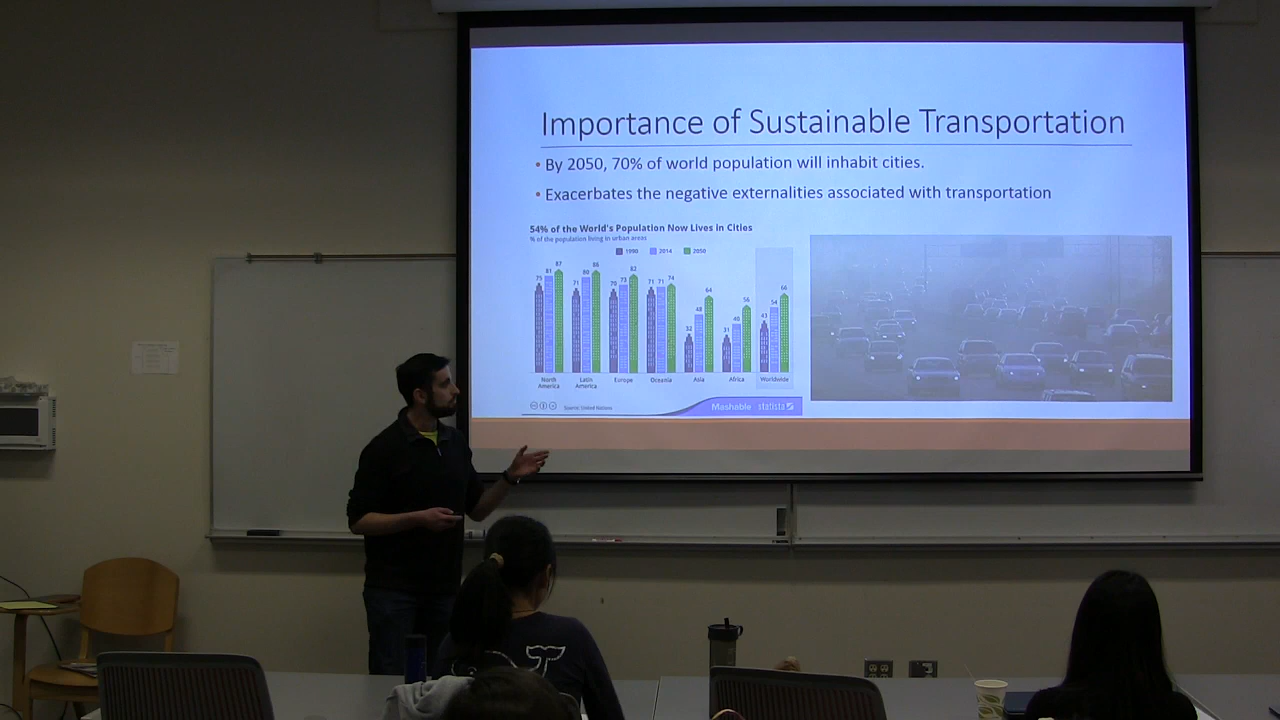 Importance of Sustainable Transportation
• By 2050, 70% of world population will inhabit cities.
• Exacerbates the negative externalities associated with transportation
54% of the World's Population Now Lives in Cities
% of the population living in urban areas
1990 2014 2050
75 81 87
71 80 86
70 73 82
71 71 74
32 48 64
31 40 56
43 54 66
North America
Latin America
Europe
Oceania
Asia
Africa
Worldwide
Source: United Nations
Mashable statista